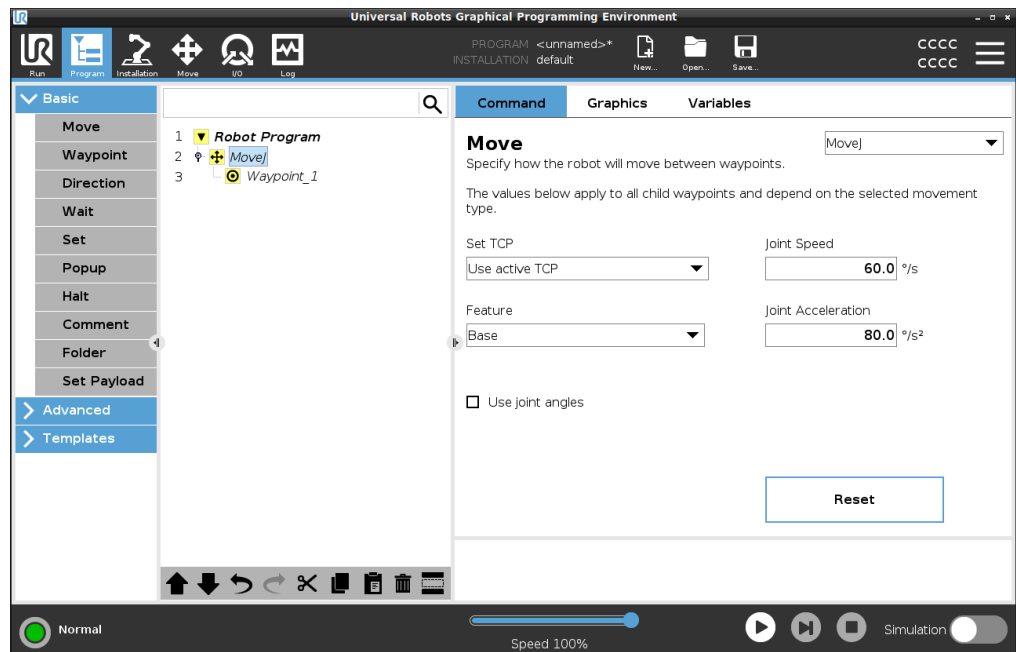 Universal Robots Graphical Programming Environment
UR
Run
Program
Installation
Move
I/O
Log
PROGRAM <unnamed>*
INSTALLATION default
New...
Open...
Save...
CCCC
CCCC
Basic
Move
Waypoint
Direction
Wait
Set
Popup
Halt
Comment
Folder
Set Payload
Advanced
Templates
1 Robot Program
2 MoveJ
3 Waypoint_1
Command Graphics Variables
Move
MoveJ
Specify how the robot will move between waypoints.
The values below apply to all child waypoints and depend on the selected movement
type.
Set TCP
Joint Speed
Use active TCP
60.0 °/s
Feature
Joint Acceleration
Base
80.0 °/s²
Use joint angles
Reset
Normal
Speed 100%
Simulation